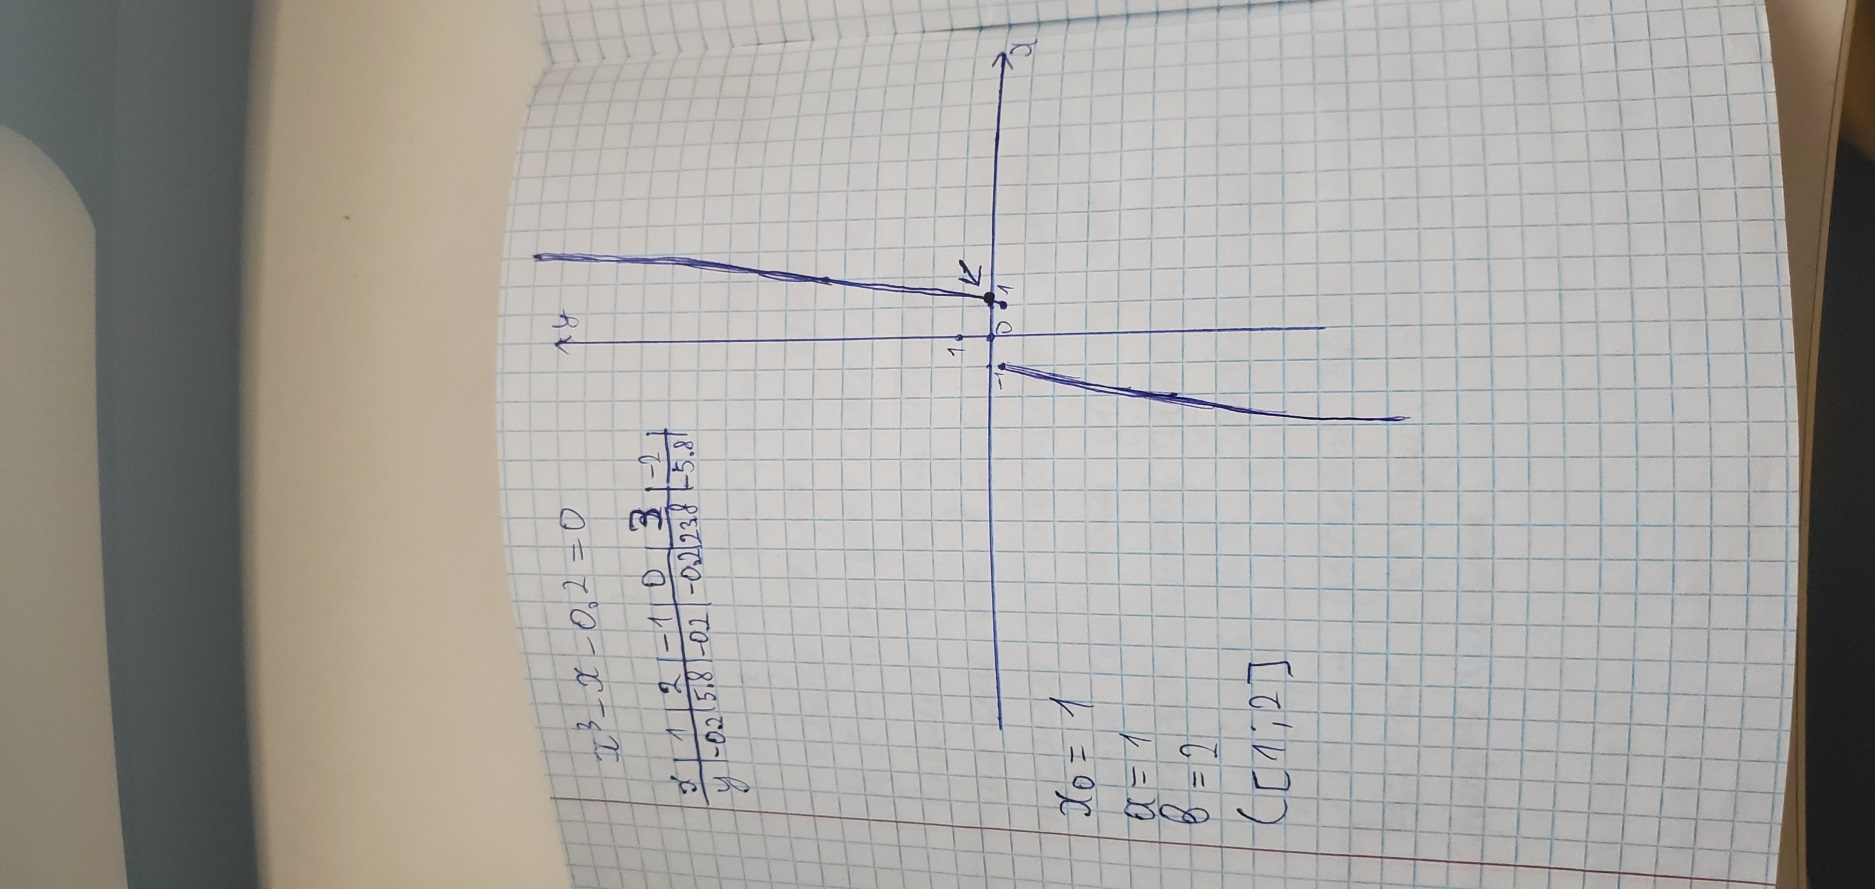 x³ - x - 0,2 = 0
x | 1 | 2 | -1 | 0 | 3 | -2 |
y | -0.2 | 5.8 | -0.2 | -0.2 | 23.8 | -5.8 |
y
1
-1 0 1 x
x₀ = 1
a = 1
b = 2
([1;2]